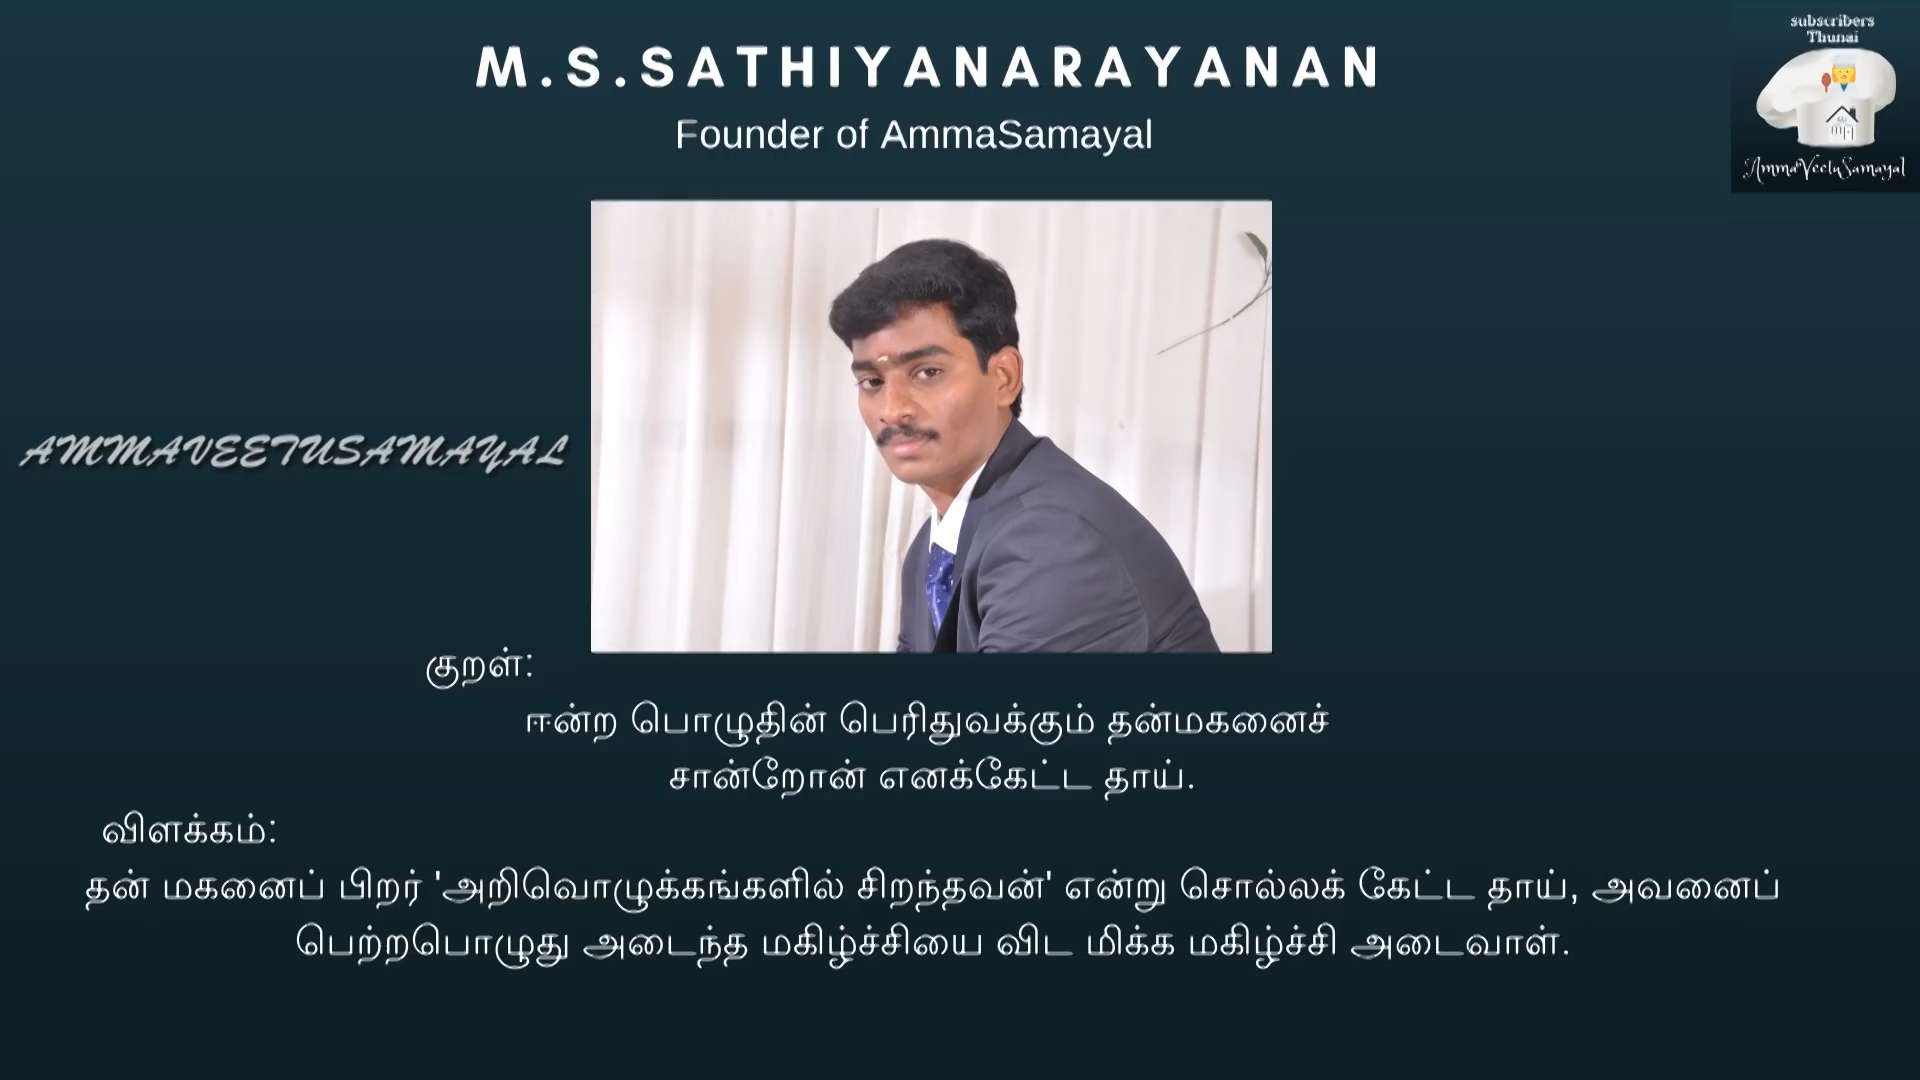 M.S.SATHIYANARAYANAN
Founder of AmmaSamayal
subscribers
Thunai
AmmaVeetuSamayal
AMMAVEETUSAMAYAL
குறள்:
ஈன்ற பொழுதின் பெரிதுவக்கும் தன்மகனைச்
சான்றோன் எனக்கேட்ட தாய்.
விளக்கம்:
தன் மகனைப் பிறர் 'அறிவொழுக்கங்களில் சிறந்தவன்' என்று சொல்லக் கேட்ட தாய், அவனைப்
பெற்றபொழுது அடைந்த மகிழ்ச்சியை விட மிக்க மகிழ்ச்சி அடைவாள்.